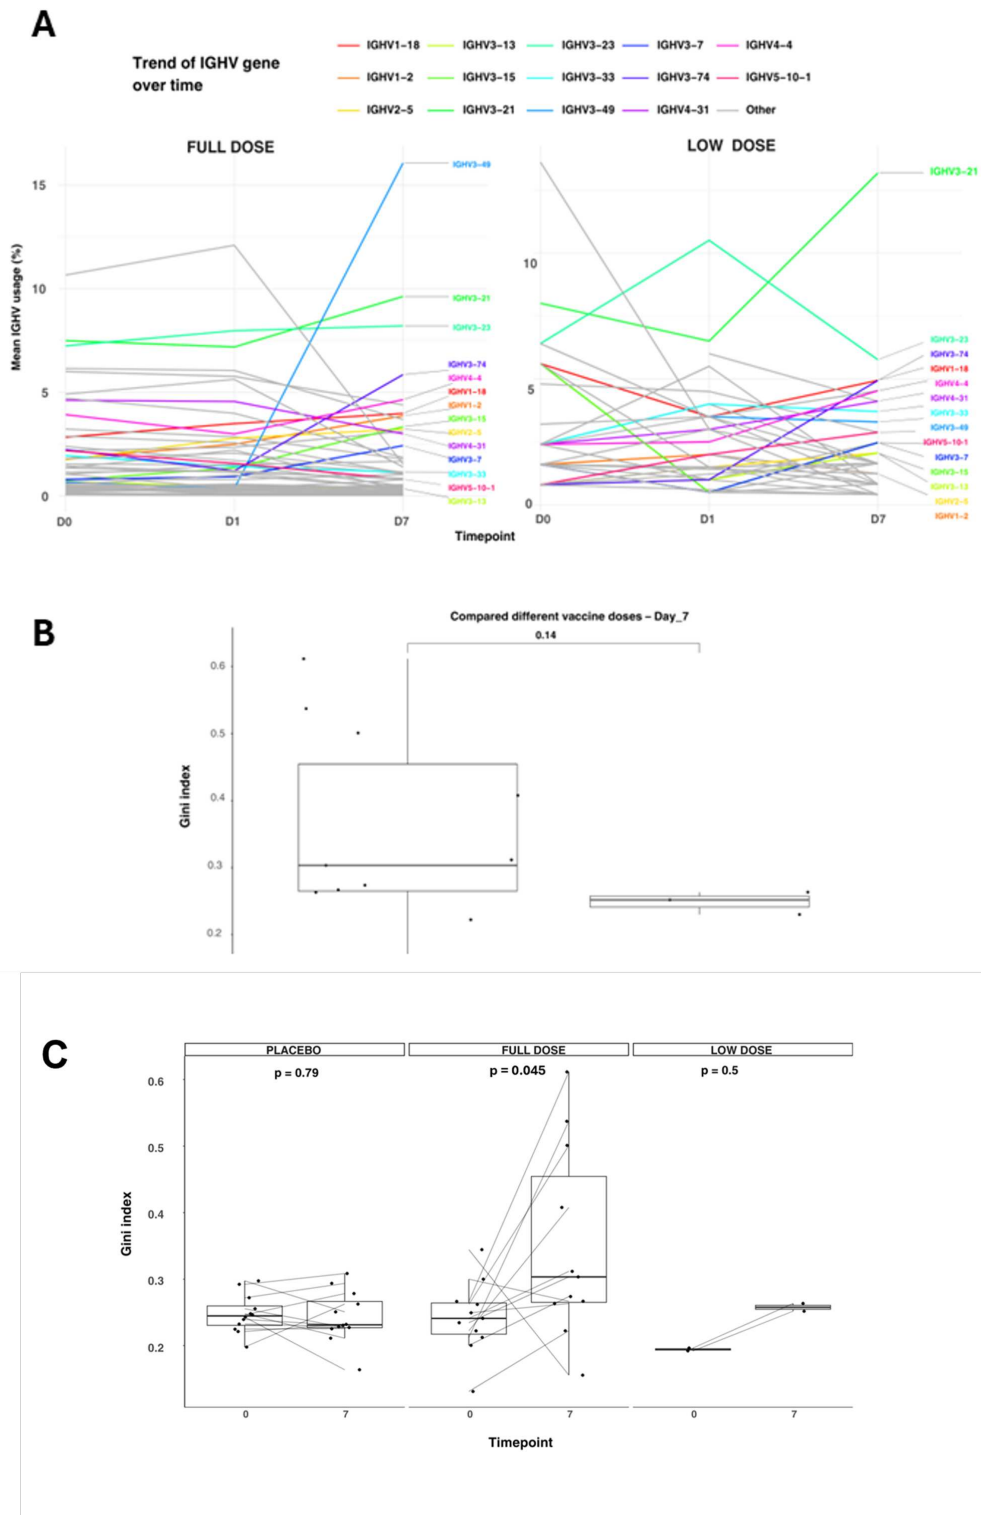 A
Trend of IGHV gene
over time
IGHV1-18 IGHV3-13 IGHV3-23 IGHV3-7 IGHV4-4
IGHV1-2 IGHV3-15 IGHV3-33 IGHV3-74 IGHV5-10-1
IGHV2-5 IGHV3-21 IGHV3-49 IGHV4-31 Other
FULL DOSE
Mean IGHV usage (%)
15
10
5
0
D0 D1 D7
IGHV3-49
IGHV3-21
IGHV3-23
IGHV3-74
IGHV4-4
IGHV1-18
IGHV1-2
IGHV3-15
IGHV2-5
IGHV4-31
IGHV3-7
IGHV3-33
IGHV5-10-1
IGHV3-13
LOW DOSE
10
5
0
D0 D1 D7
IGHV3-21
IGHV3-23
IGHV3-74
IGHV1-18
IGHV4-4
IGHV4-31
IGHV3-33
IGHV3-49
IGHV5-10-1
IGHV3-7
IGHV3-15
IGHV3-13
IGHV2-5
IGHV1-2
Timepoint
B
Compared different vaccine doses – Day_7
0.14
Gini index
0.6
0.5
0.4
0.3
0.2
C
PLACEBO FULL DOSE LOW DOSE
p = 0.79 p = 0.045 p = 0.5
Gini index
0.6
0.5
0.4
0.3
0.2
0 7 0 7 0 7
Timepoint